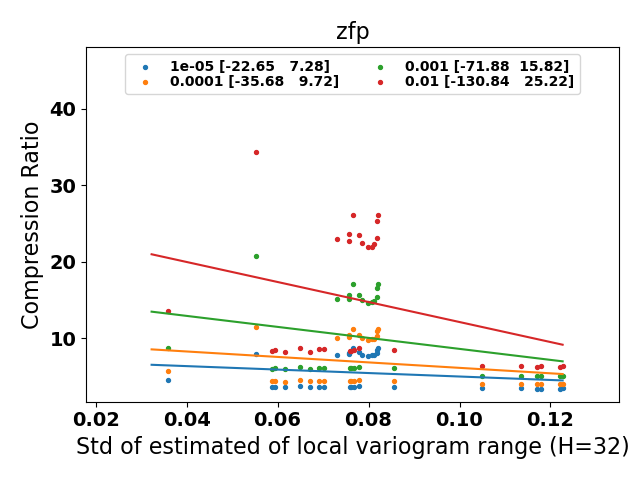 zfp
1e-05 [-22.65 7.28]
0.0001 [-35.68 9.72]
0.001 [-71.88 15.82]
0.01 [-130.84 25.22]
Compression Ratio
40
30
20
10
0.02 0.04 0.06 0.08 0.10 0.12
Std of estimated of local variogram range (H=32)